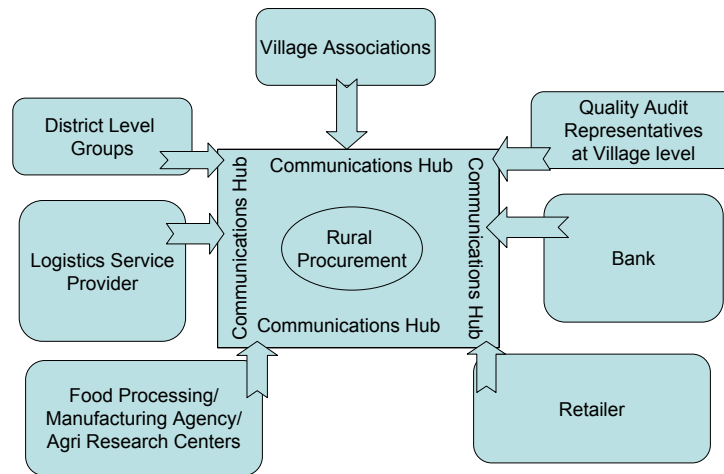 Village Associations
District Level
Groups
Quality Audit
Representatives
at Village level
Communications Hub
Communications Hub
Communications Hub
Rural
Procurement
Logistics Service
Provider
Bank
Communications Hub
Food Processing/
Manufacturing Agency/
Agri Research Centers
Retailer